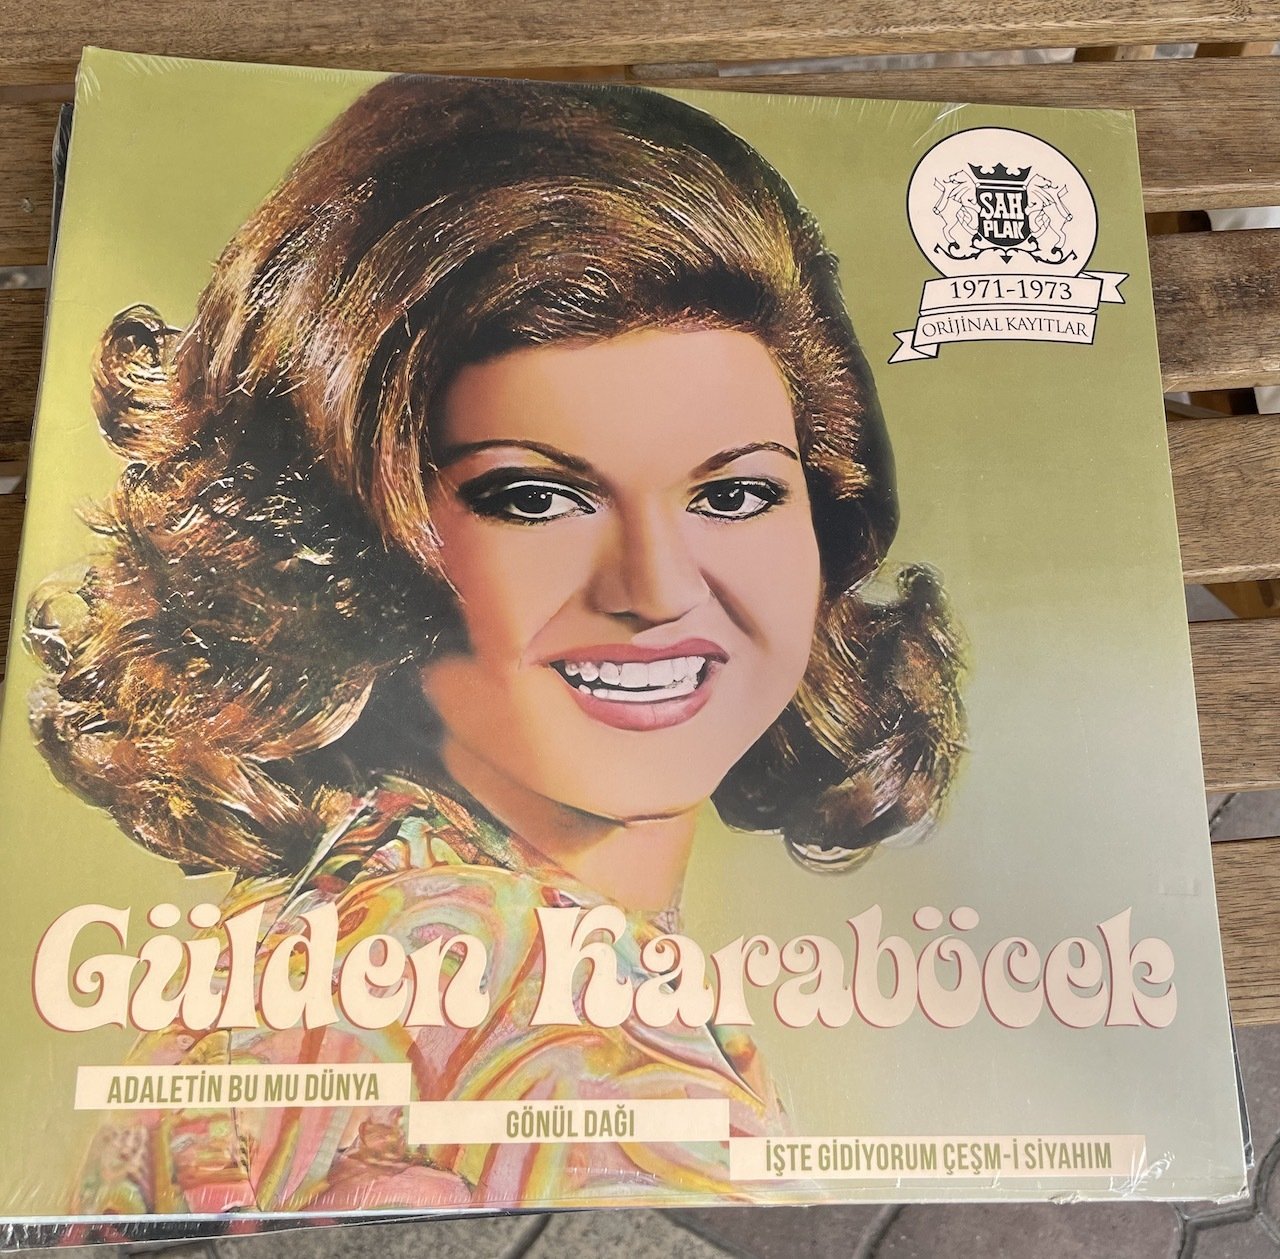 ŞAH
PLAK
1971-1973
ORİJİNAL KAYITLAR
Gülden Karaböcek
ADALETİN BU MU DÜNYA
GÖNÜL DAĞI
İŞTE GİDİYORUM ÇEŞM-İ SİYAHIM